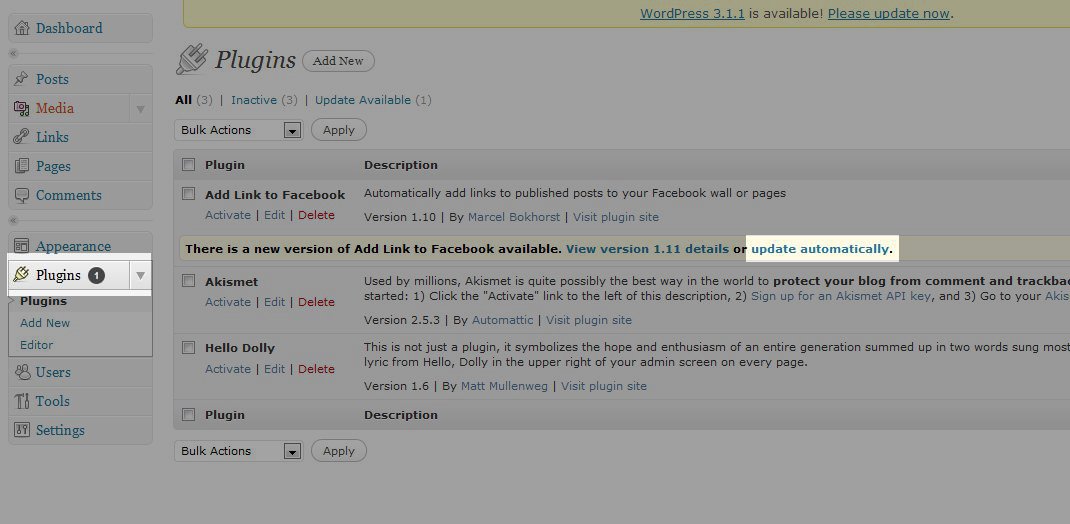 WordPress 3.1.1 is available! Please update now.
Dashboard
Posts
Media
Links
Pages
Comments
Appearance
Plugins 1
Plugins
Add New
Editor
Users
Tools
Settings
Plugins Add New
All (3) | Inactive (3) | Update Available (1)
Bulk Actions Apply
Plugin Description
Add Link to Facebook Automatically add links to published posts to your Facebook wall or pages
Activate | Edit | Delete Version 1.10 | By Marcel Bokhorst | Visit plugin site
There is a new version of Add Link to Facebook available. View version 1.11 details or update automatically.
Akismet Used by millions, Akismet is quite possibly the best way in the world to protect your blog from comment and trackba
Activate | Edit | Delete started: 1) Click the "Activate" link to the left of this description, 2) Sign up for an Akismet API key, and 3) Go to your Akis
Version 2.5.3 | By Automattic | Visit plugin site
Hello Dolly This is not just a plugin, it symbolizes the hope and enthusiasm of an entire generation summed up in two words sung most
Activate | Edit | Delete lyric from Hello, Dolly in the upper right of your admin screen on every page.
Version 1.6 | By Matt Mullenweg | Visit plugin site
Plugin Description
Bulk Actions Apply